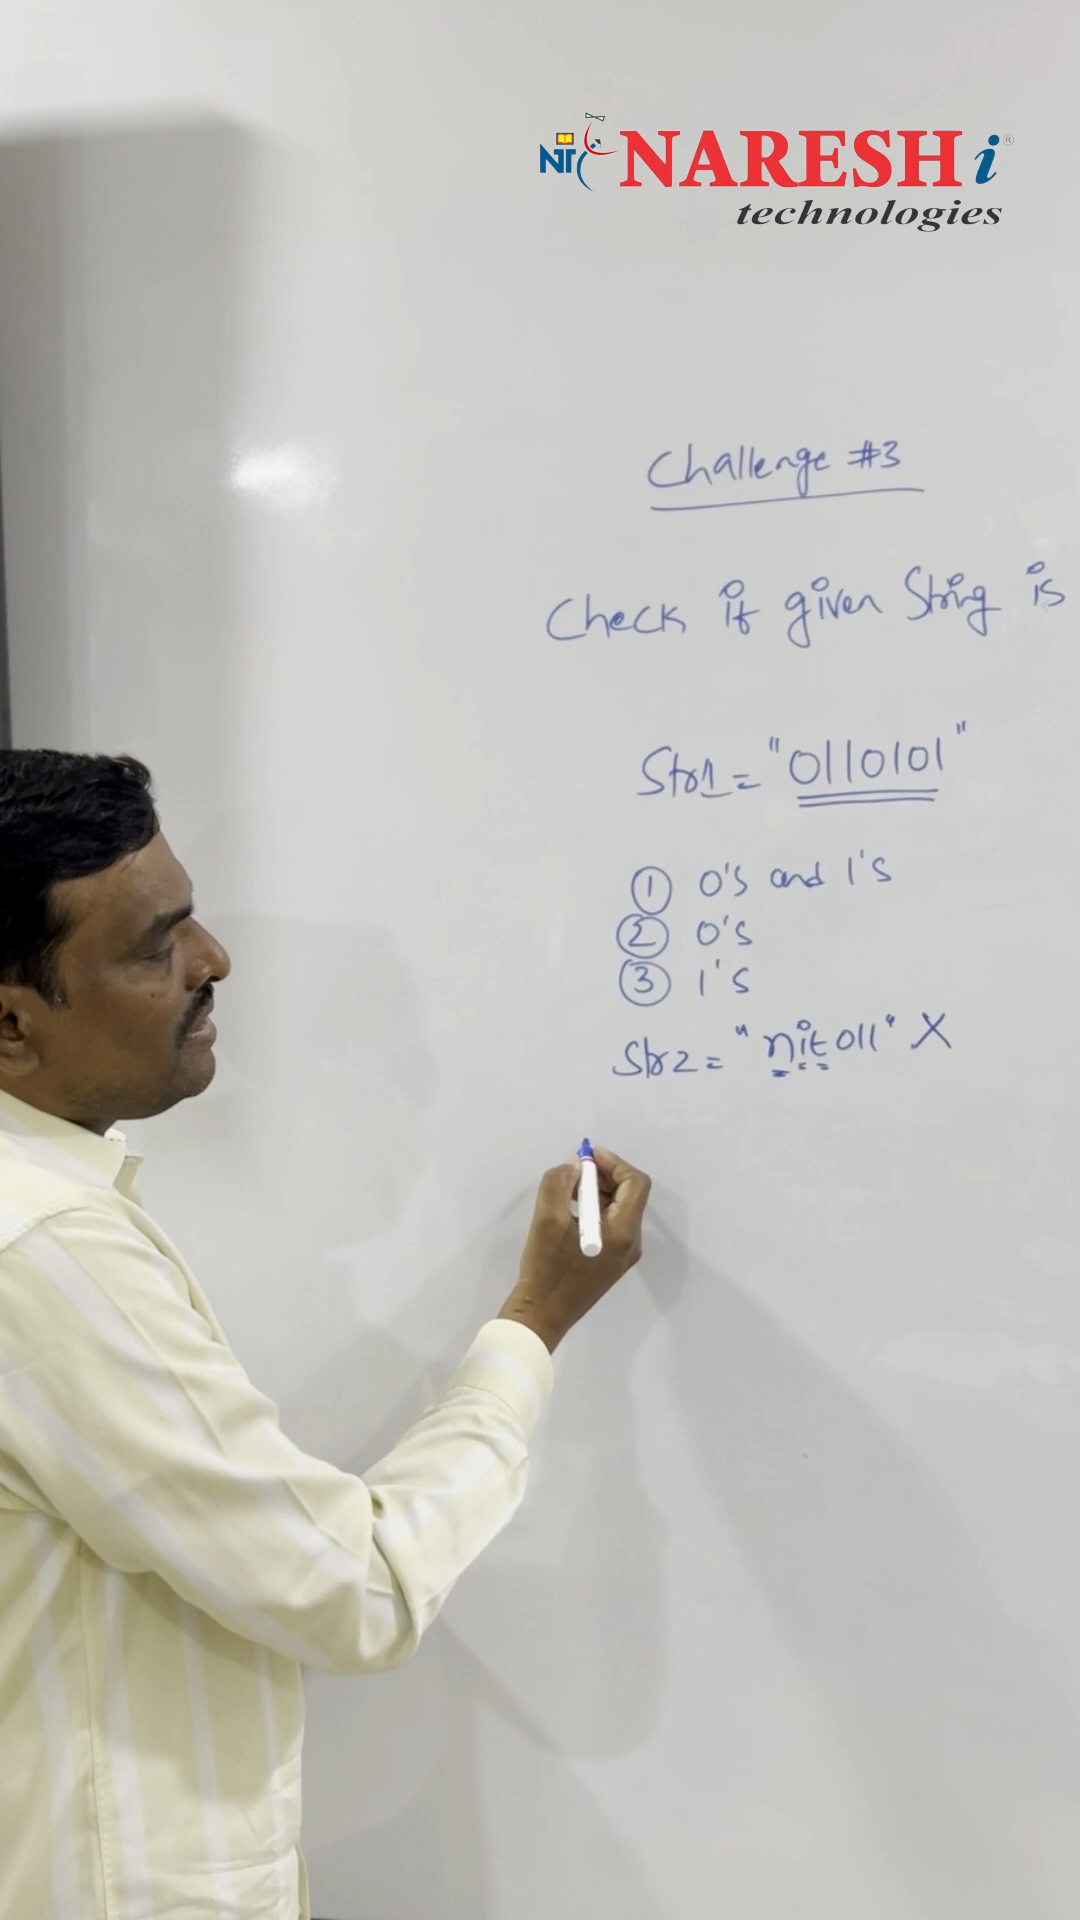 NT NARESH i ®
technologies
Challenge #3
Check if given String is
Str1 = "0110101"
① 0's and 1's
② 0's
③ 1's
Str2 = "nit011" X